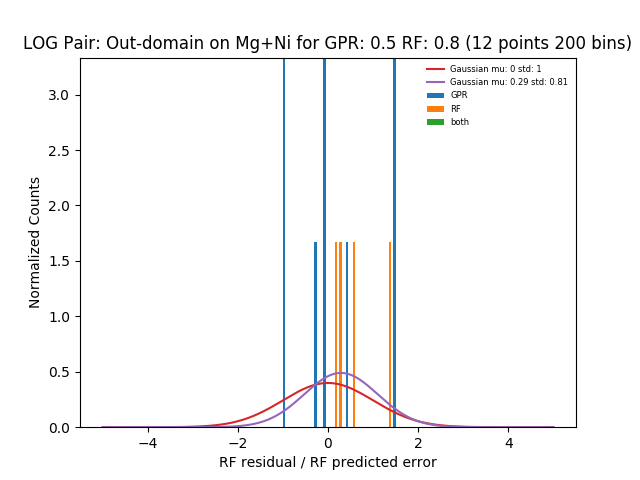 LOG Pair: Out-domain on Mg+Ni for GPR: 0.5 RF: 0.8 (12 points 200 bins)
Gaussian mu: 0 std: 1
Gaussian mu: 0.29 std: 0.81
GPR
RF
both
Normalized Counts
3.0
2.5
2.0
1.5
1.0
0.5
0.0
−4
−2
0
2
4
RF residual / RF predicted error